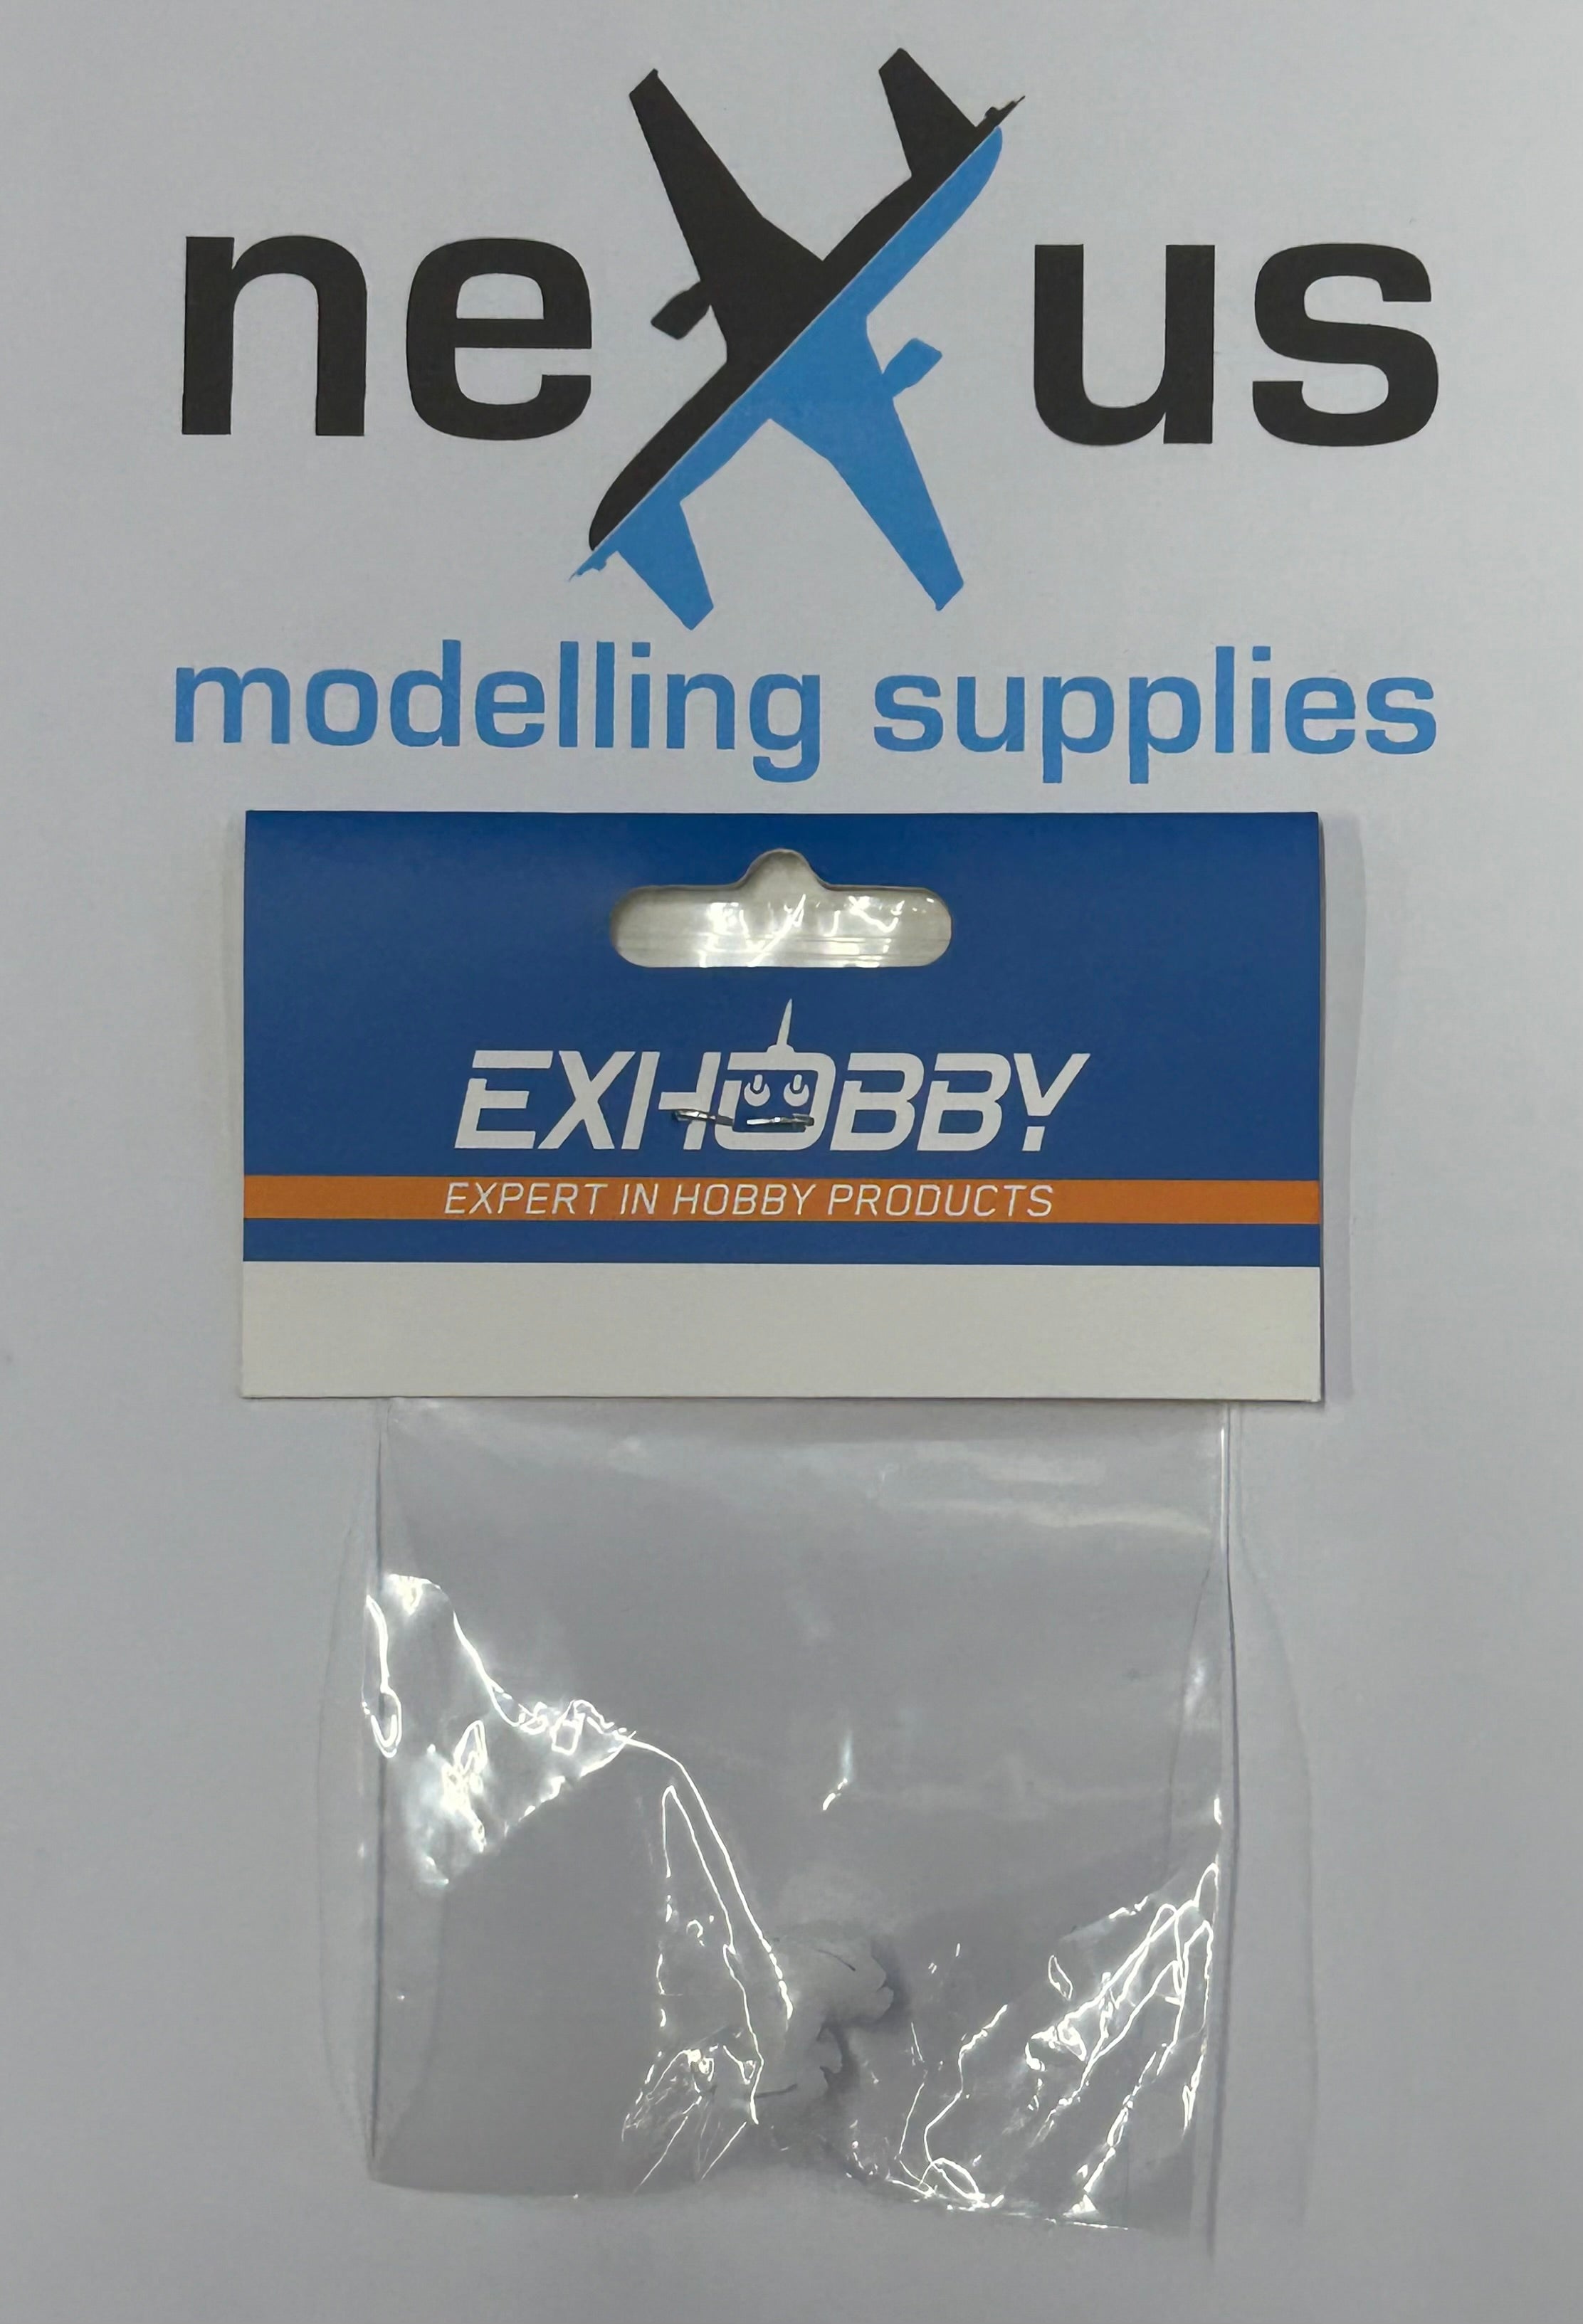 neXus
modelling supplies
EXHOBBY
EXPERT IN HOBBY PRODUCTS